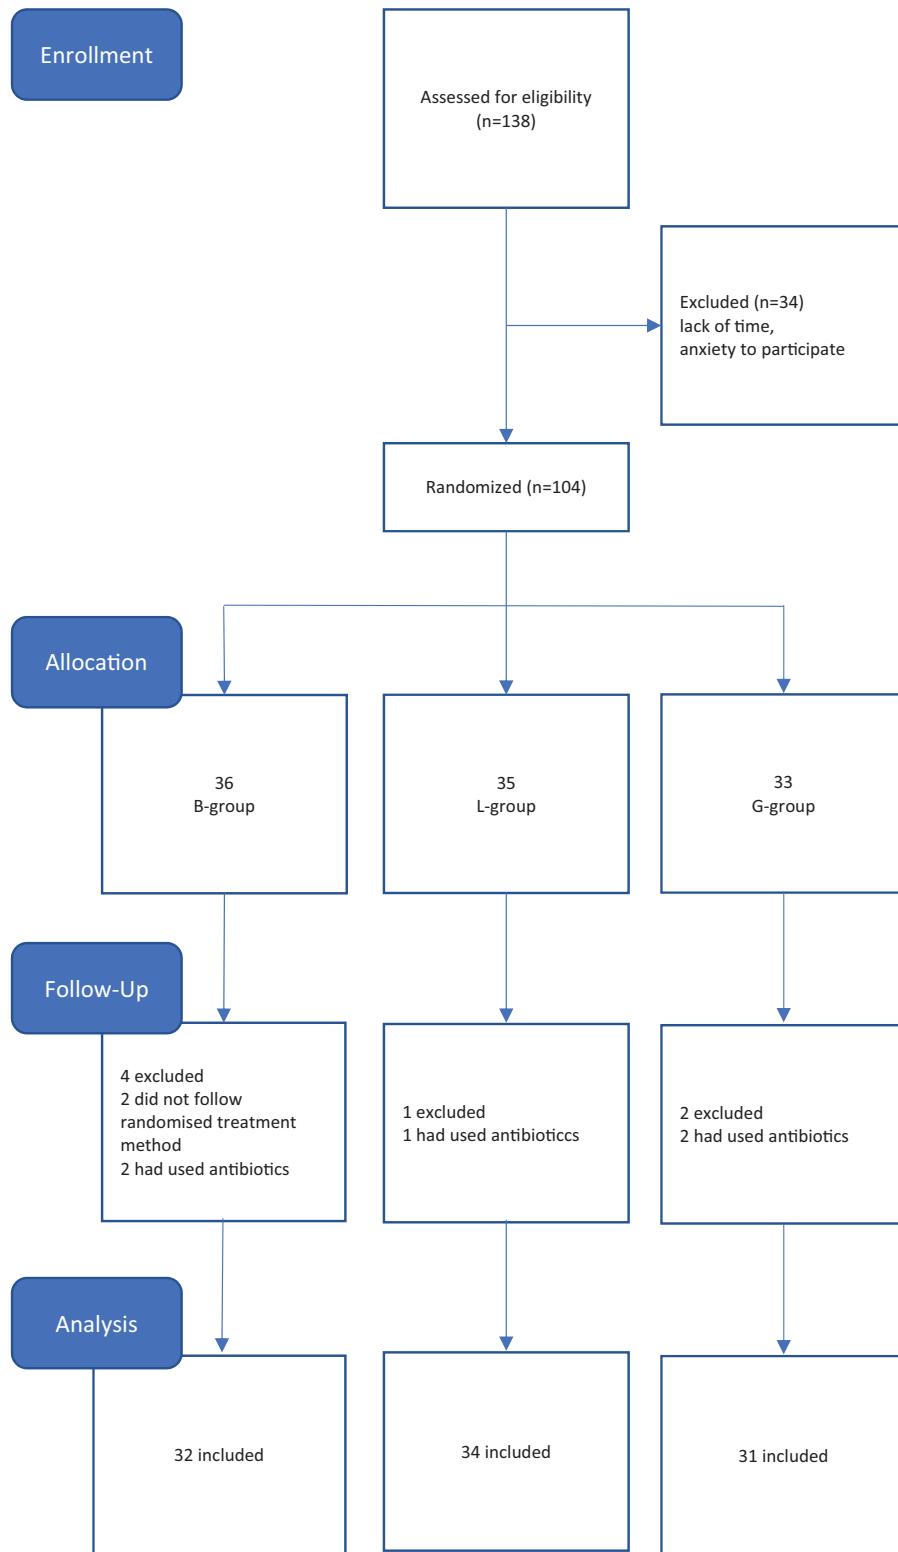 Enrollment
Assessed for eligibility
(n=138)
Excluded (n=34)
lack of time,
anxiety to participate
Randomized (n=104)
Allocation
36
B-group
35
L-group
33
G-group
Follow-Up
4 excluded
2 did not follow
randomised treatment
method
2 had used antibiotics
1 excluded
1 had used antibioticcs
2 excluded
2 had used antibiotics
Analysis
32 included
34 included
31 included